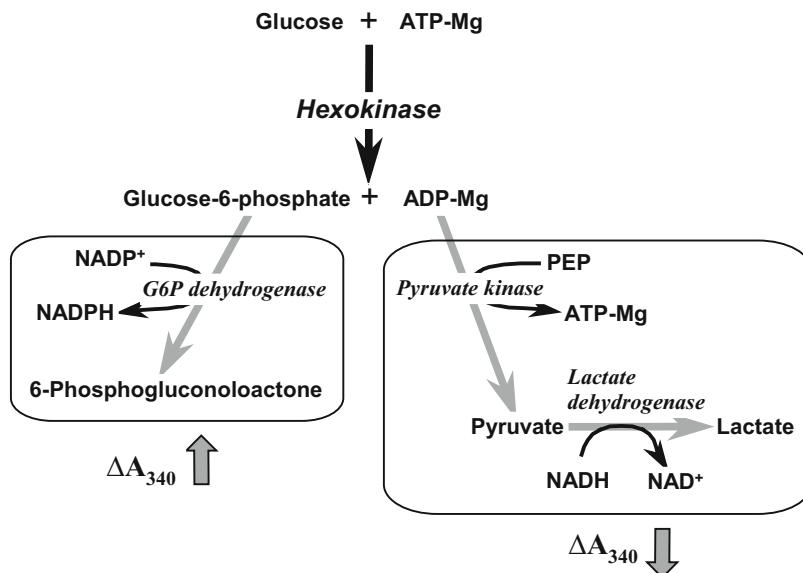 Glucose + ATP-Mg
Hexokinase
Glucose-6-phosphate + ADP-Mg
NADP⁺
G6P dehydrogenase
NADPH
6-Phosphogluconoloactone
ΔA₃₄₀
PEP
Pyruvate kinase
ATP-Mg
Lactate
dehydrogenase
Pyruvate Lactate
NADH NAD⁺
ΔA₃₄₀